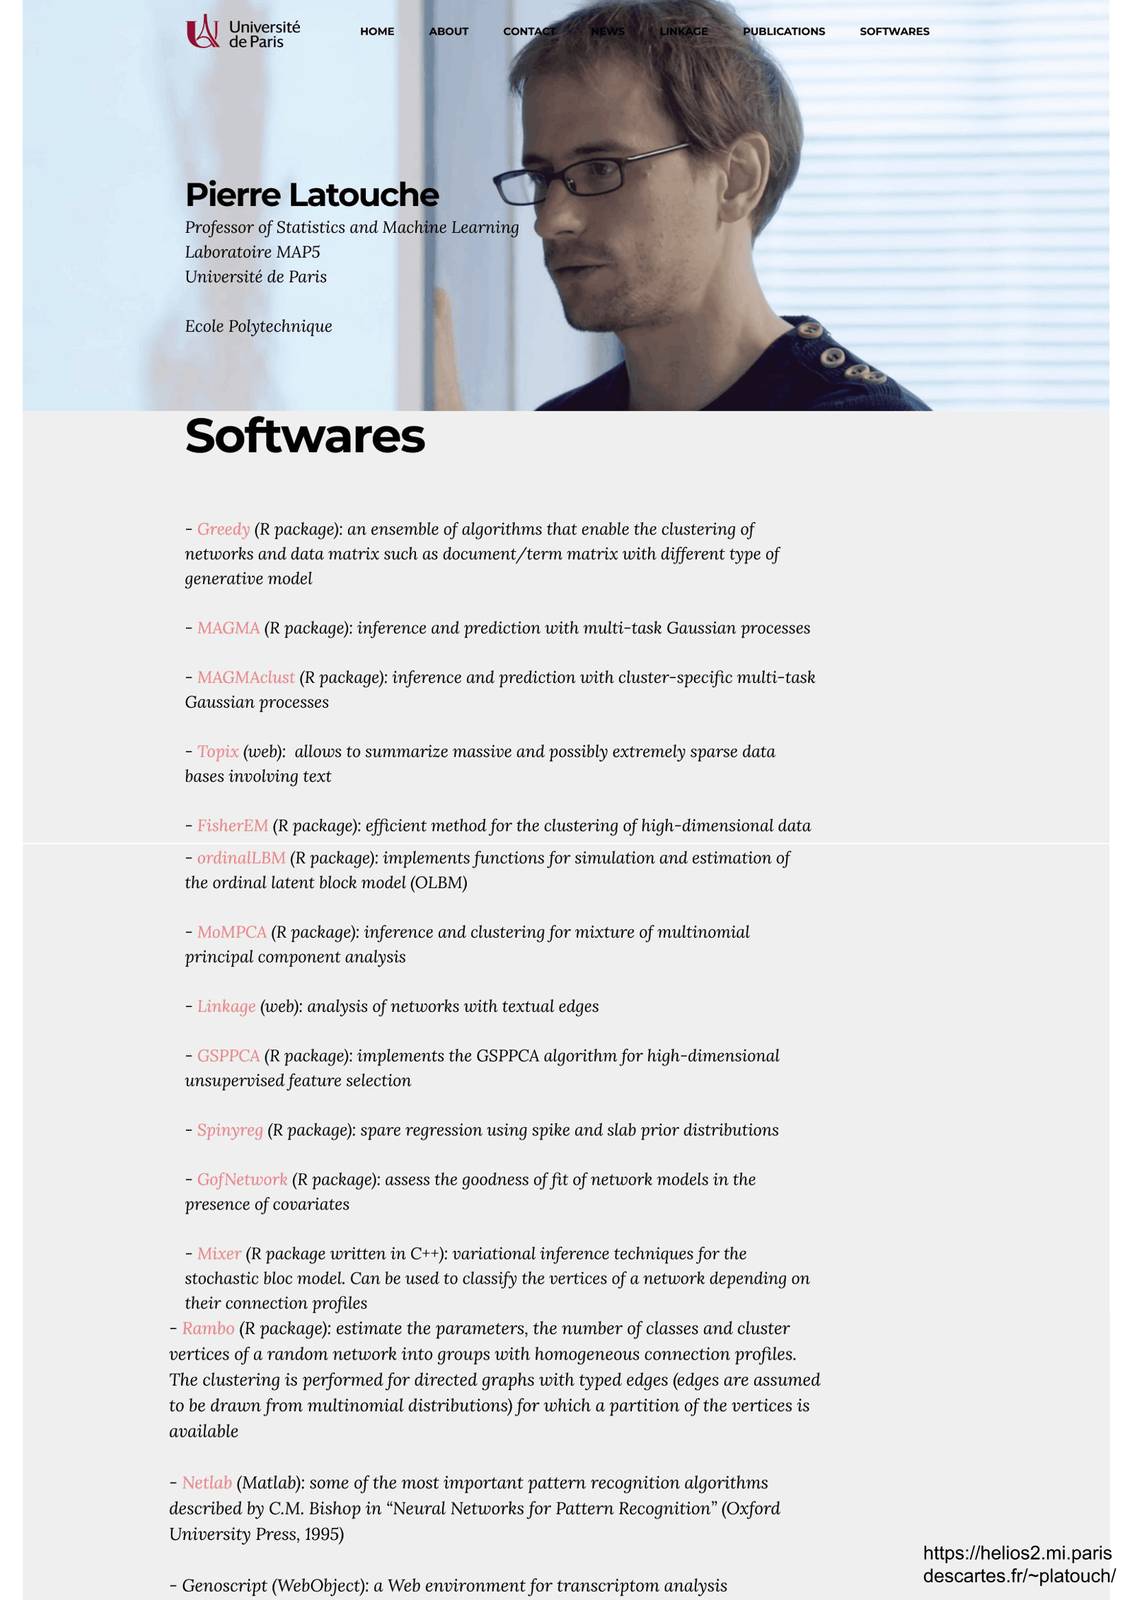 Université
de Paris
HOME ABOUT CONTACT NEWS LINKAGE PUBLICATIONS SOFTWARES
Pierre Latouche
Professor of Statistics and Machine Learning
Laboratoire MAP5
Université de Paris
Ecole Polytechnique
Softwares
- Greedy (R package): an ensemble of algorithms that enable the clustering of
networks and data matrix such as document/term matrix with different type of
generative model
- MAGMA (R package): inference and prediction with multi-task Gaussian processes
- MAGMAclust (R package): inference and prediction with cluster-specific multi-task
Gaussian processes
- Topix (web):  allows to summarize massive and possibly extremely sparse data
bases involving text
- FisherEM (R package): efficient method for the clustering of high-dimensional data
- ordinalLBM (R package): implements functions for simulation and estimation of
the ordinal latent block model (OLBM)
- MoMPCA (R package): inference and clustering for mixture of multinomial
principal component analysis
- Linkage (web): analysis of networks with textual edges
- GSPPCA (R package): implements the GSPPCA algorithm for high-dimensional
unsupervised feature selection
- Spinyreg (R package): spare regression using spike and slab prior distributions
- GofNetwork (R package): assess the goodness of fit of network models in the
presence of covariates
- Mixer (R package written in C++): variational inference techniques for the
stochastic bloc model. Can be used to classify the vertices of a network depending on
their connection profiles
- Rambo (R package): estimate the parameters, the number of classes and cluster
vertices of a random network into groups with homogeneous connection profiles.
The clustering is performed for directed graphs with typed edges (edges are assumed
to be drawn from multinomial distributions) for which a partition of the vertices is
available
- Netlab (Matlab): some of the most important pattern recognition algorithms
described by C.M. Bishop in “Neural Networks for Pattern Recognition” (Oxford
University Press, 1995)
- Genoscript (WebObject): a Web environment for transcriptom analysis
https://helios2.mi.paris
descartes.fr/~platouch/